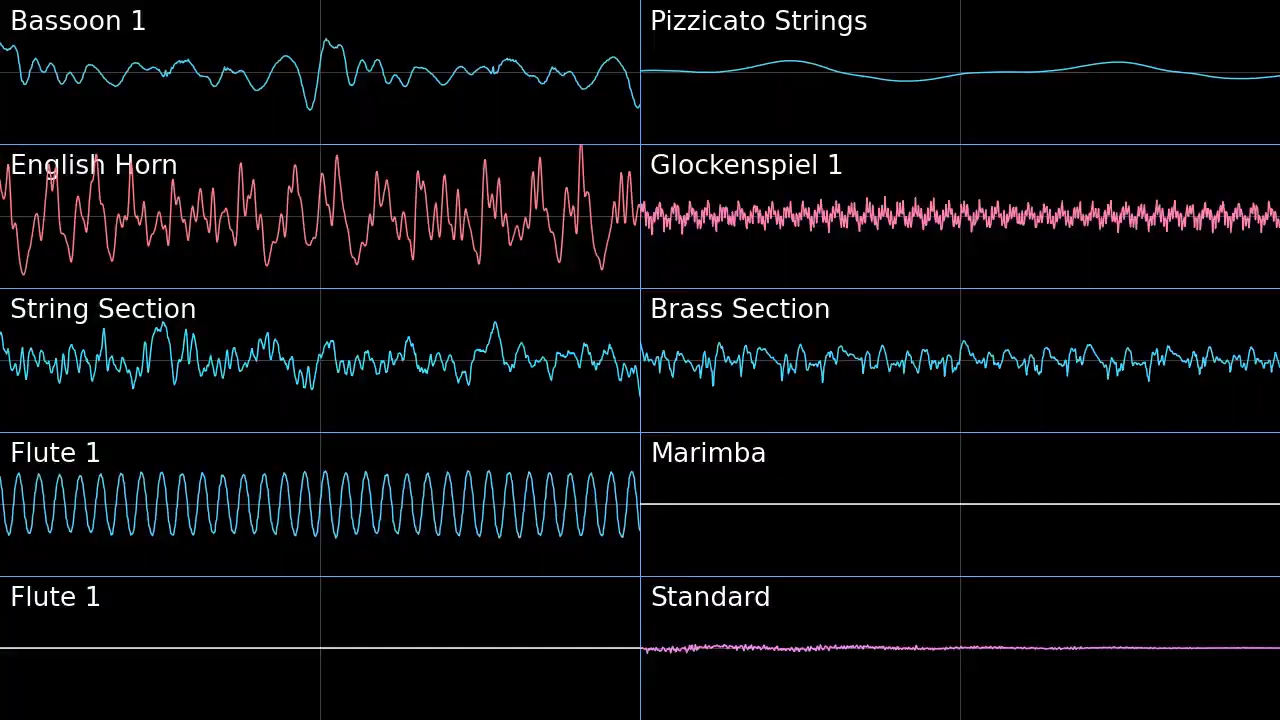 Bassoon 1
Pizzicato Strings
English Horn
Glockenspiel 1
String Section
Brass Section
Flute 1
Marimba
Flute 1
Standard